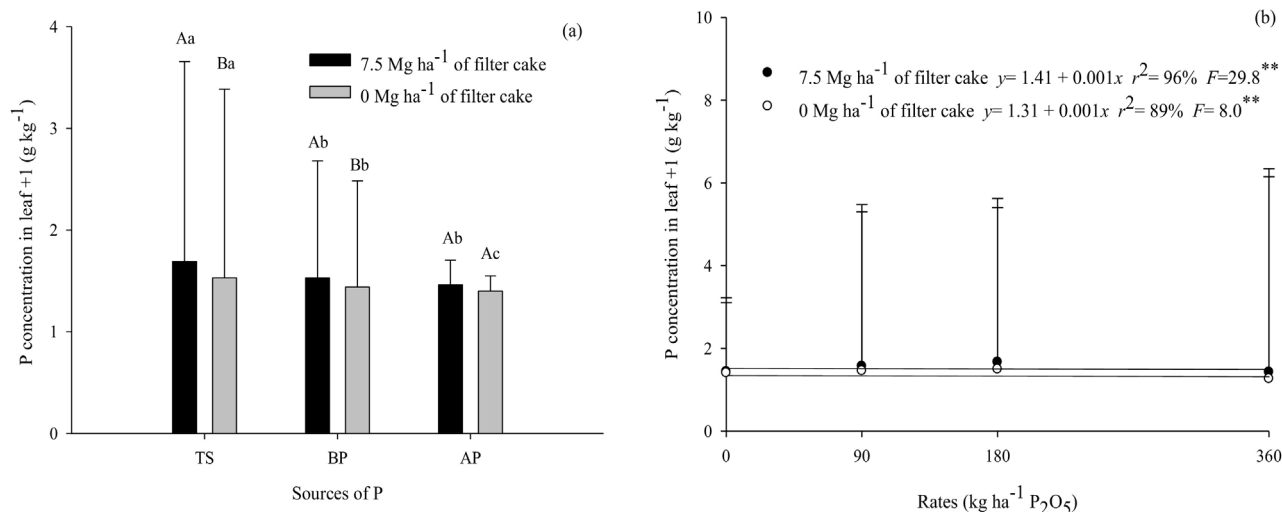 (a)
4
3
2
1
0
P concentration in leaf +1 (g kg⁻¹)
Aa
Ba
Ab
Bb
Ab
Ac
7.5 Mg ha⁻¹ of filter cake
0 Mg ha⁻¹ of filter cake
TS BP AP
Sources of P
(b)
10
8
6
4
2
0
P concentration in leaf +1 (g kg⁻¹)
7.5 Mg ha⁻¹ of filter cake y= 1.41 + 0.001x r²= 96% F=29.8**
0 Mg ha⁻¹ of filter cake y= 1.31 + 0.001x r²= 89% F= 8.0**
0 90 180 360
Rates (kg ha⁻¹ P₂O₅)